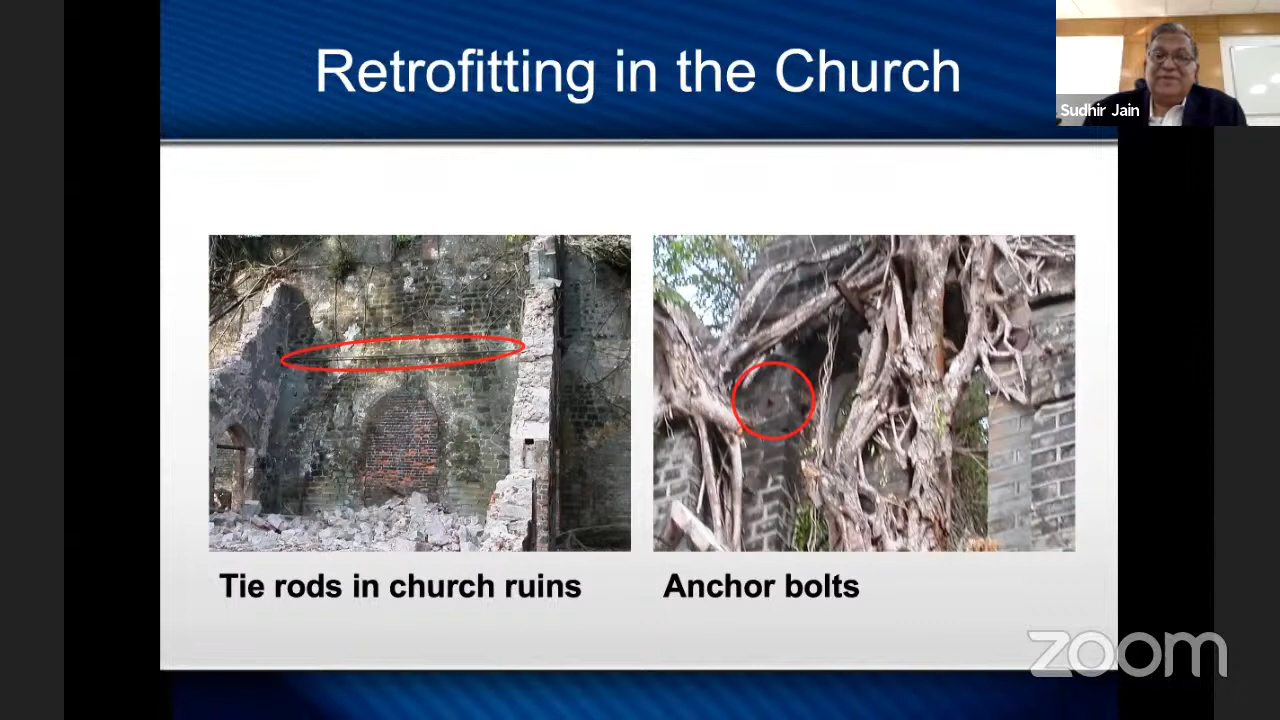 Retrofitting in the Church
Sudhir Jain
Tie rods in church ruins
Anchor bolts
zoom